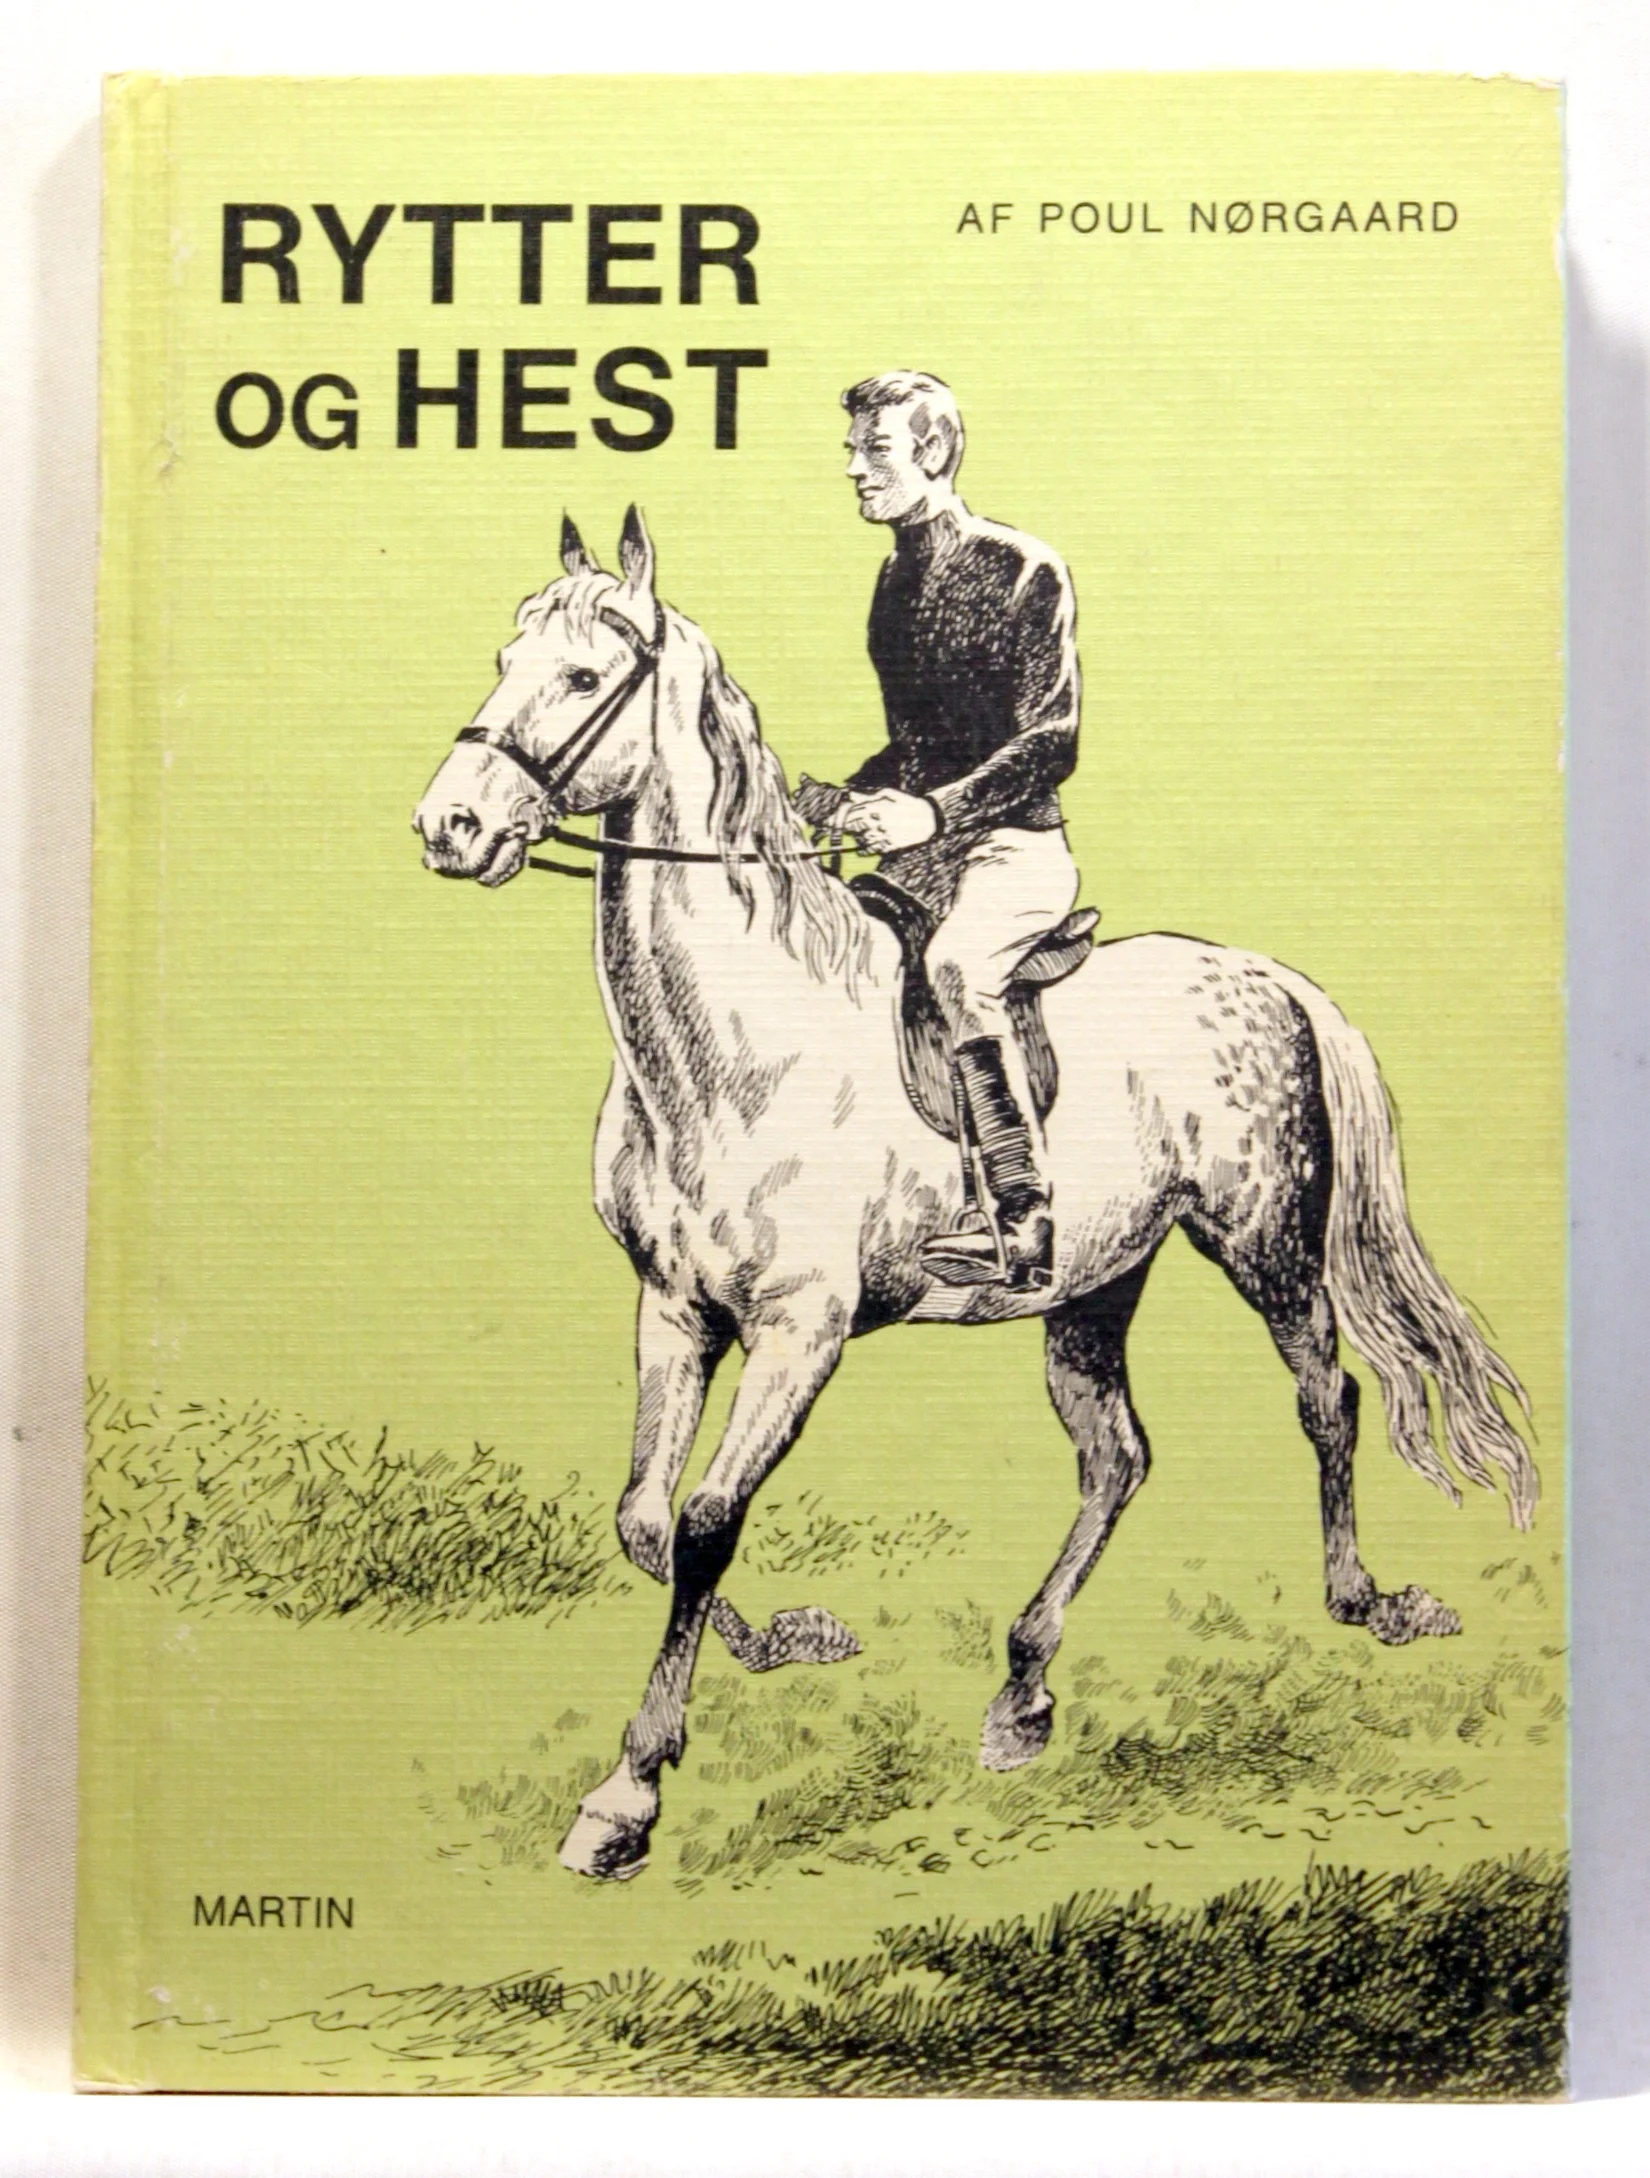 RYTTER
OG HEST
AF POUL NØRGAARD
MARTIN